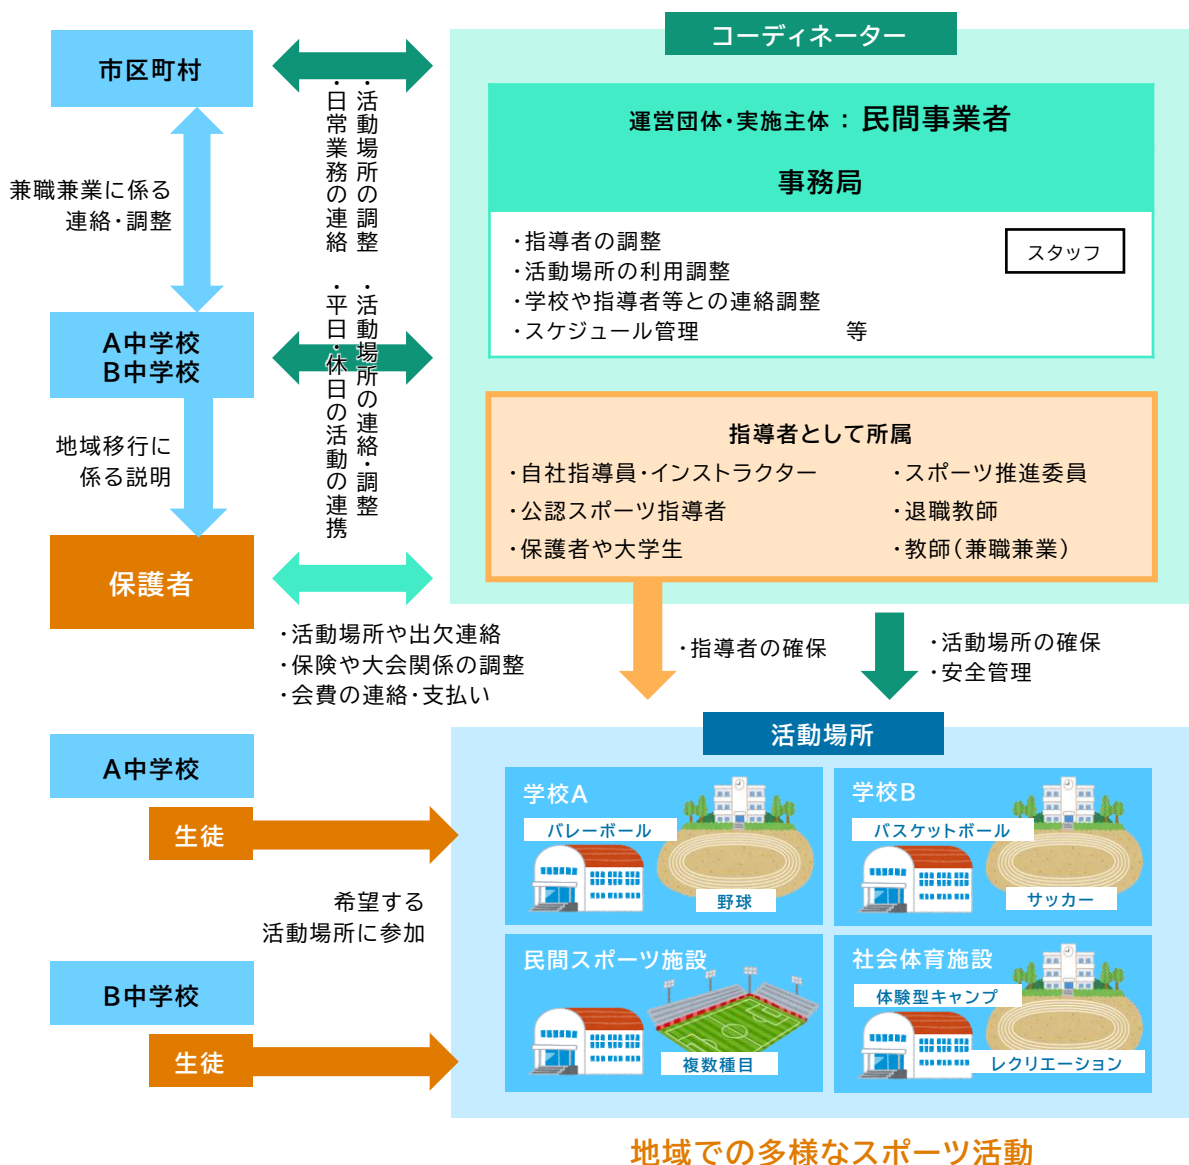 コーディネーター
市区町村
・活動場所の調整
・日常業務の連絡
運営団体・実施主体 : 民間事業者
事務局
兼職兼業に係る
連絡・調整
・指導者の調整
・活動場所の利用調整
・学校や指導者等との連絡調整
・スケジュール管理 等
スタッフ
A中学校
B中学校
・活動場所の連絡・調整
・平日・休日の活動の連携
地域移行に
係る説明
指導者として所属
・自社指導員・インストラクター
・公認スポーツ指導者
・保護者や大学生
・スポーツ推進委員
・退職教師
・教師(兼職兼業)
保護者
・活動場所や出欠連絡
・保険や大会関係の調整
・会費の連絡・支払い
・指導者の確保
・活動場所の確保
・安全管理
活動場所
A中学校
生徒
希望する
活動場所に参加
B中学校
生徒
学校A
バレーボール
野球
学校B
バスケットボール
サッカー
民間スポーツ施設
複数種目
社会体育施設
体験型キャンプ
レクリエーション
地域での多様なスポーツ活動